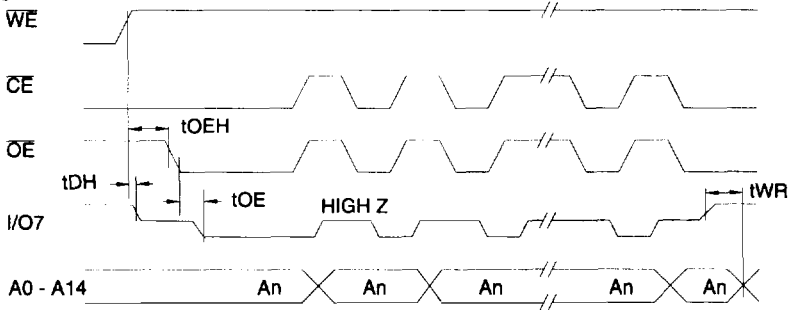 WE
//
CE
//
tOEH
OE
//
tDH
tOE
HIGH Z
tWR
I/O7
//
A0 - A14
An
An
An
//
An
An